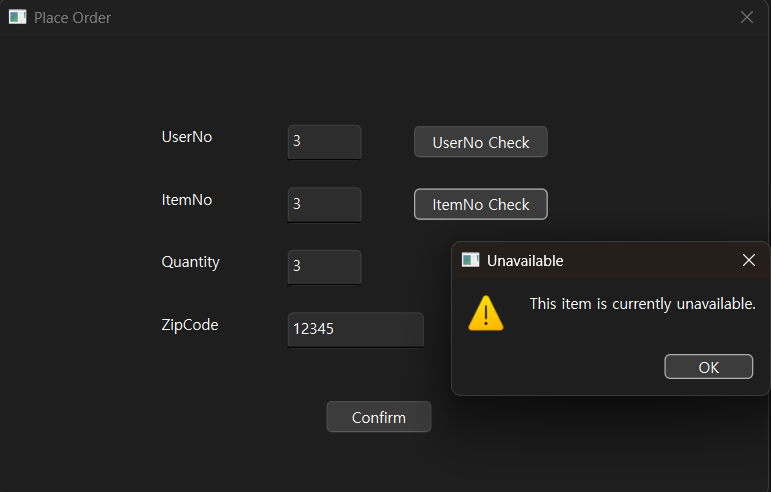 Place Order
UserNo 3 UserNo Check
ItemNo 3 ItemNo Check
Quantity 3
ZipCode 12345
Confirm
Unavailable
This item is currently unavailable.
OK